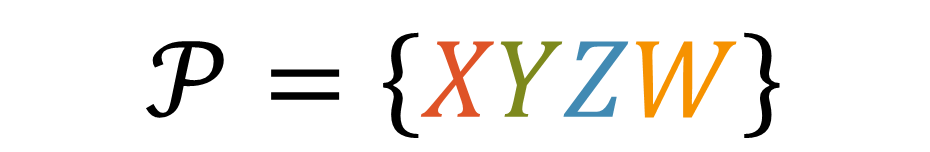 𝒫 = {XYZW}